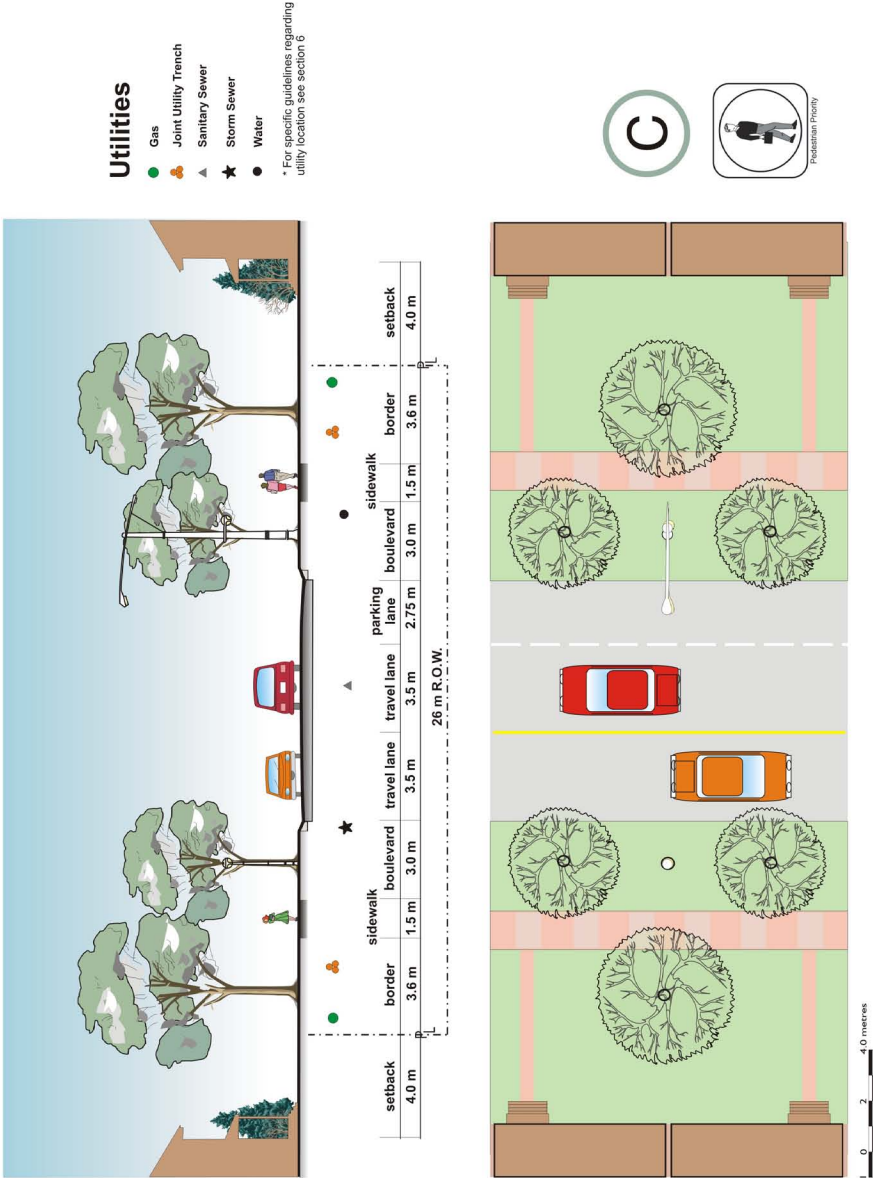 Utilities
Gas
Joint Utility Trench
Sanitary Sewer
Storm Sewer
Water
* For specific guidelines regarding
utility location see section 6
setback
border
sidewalk
boulevard
travel lane
travel lane
parking
lane
boulevard
sidewalk
border
setback
4.0 m
3.6 m
1.5 m
3.0 m
3.5 m
3.5 m
2.75 m
3.0 m
1.5 m
3.6 m
4.0 m
PL
PL
26 m R.O.W.
C
Pedestrian Priority
0
2
4.0 metres